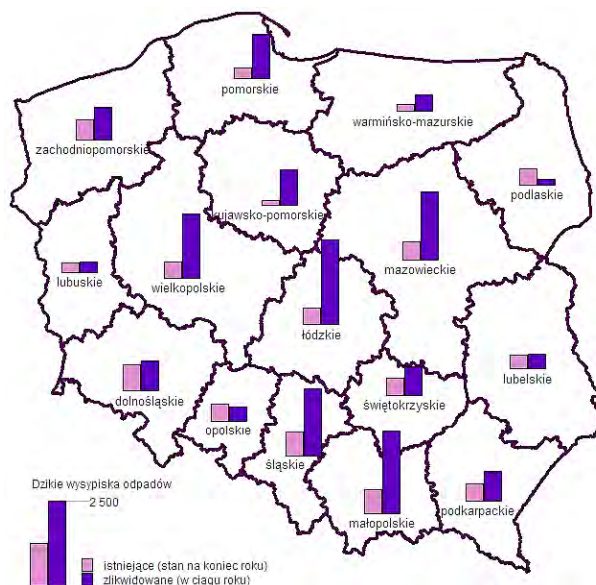 pomorskie
warmińsko-mazurskie
zachodniopomorskie
podlaskie
kujawsko-pomorskie
mazowieckie
lubuskie
wielkopolskie
łódzkie
lubelskie
dolnośląskie
świętokrzyskie
opolskie
śląskie
małopolskie
podkarpackie
Dzikie wysypiska odpadów
2 500
istniejące (stan na koniec roku)
zlikwidowane (w ciągu roku)